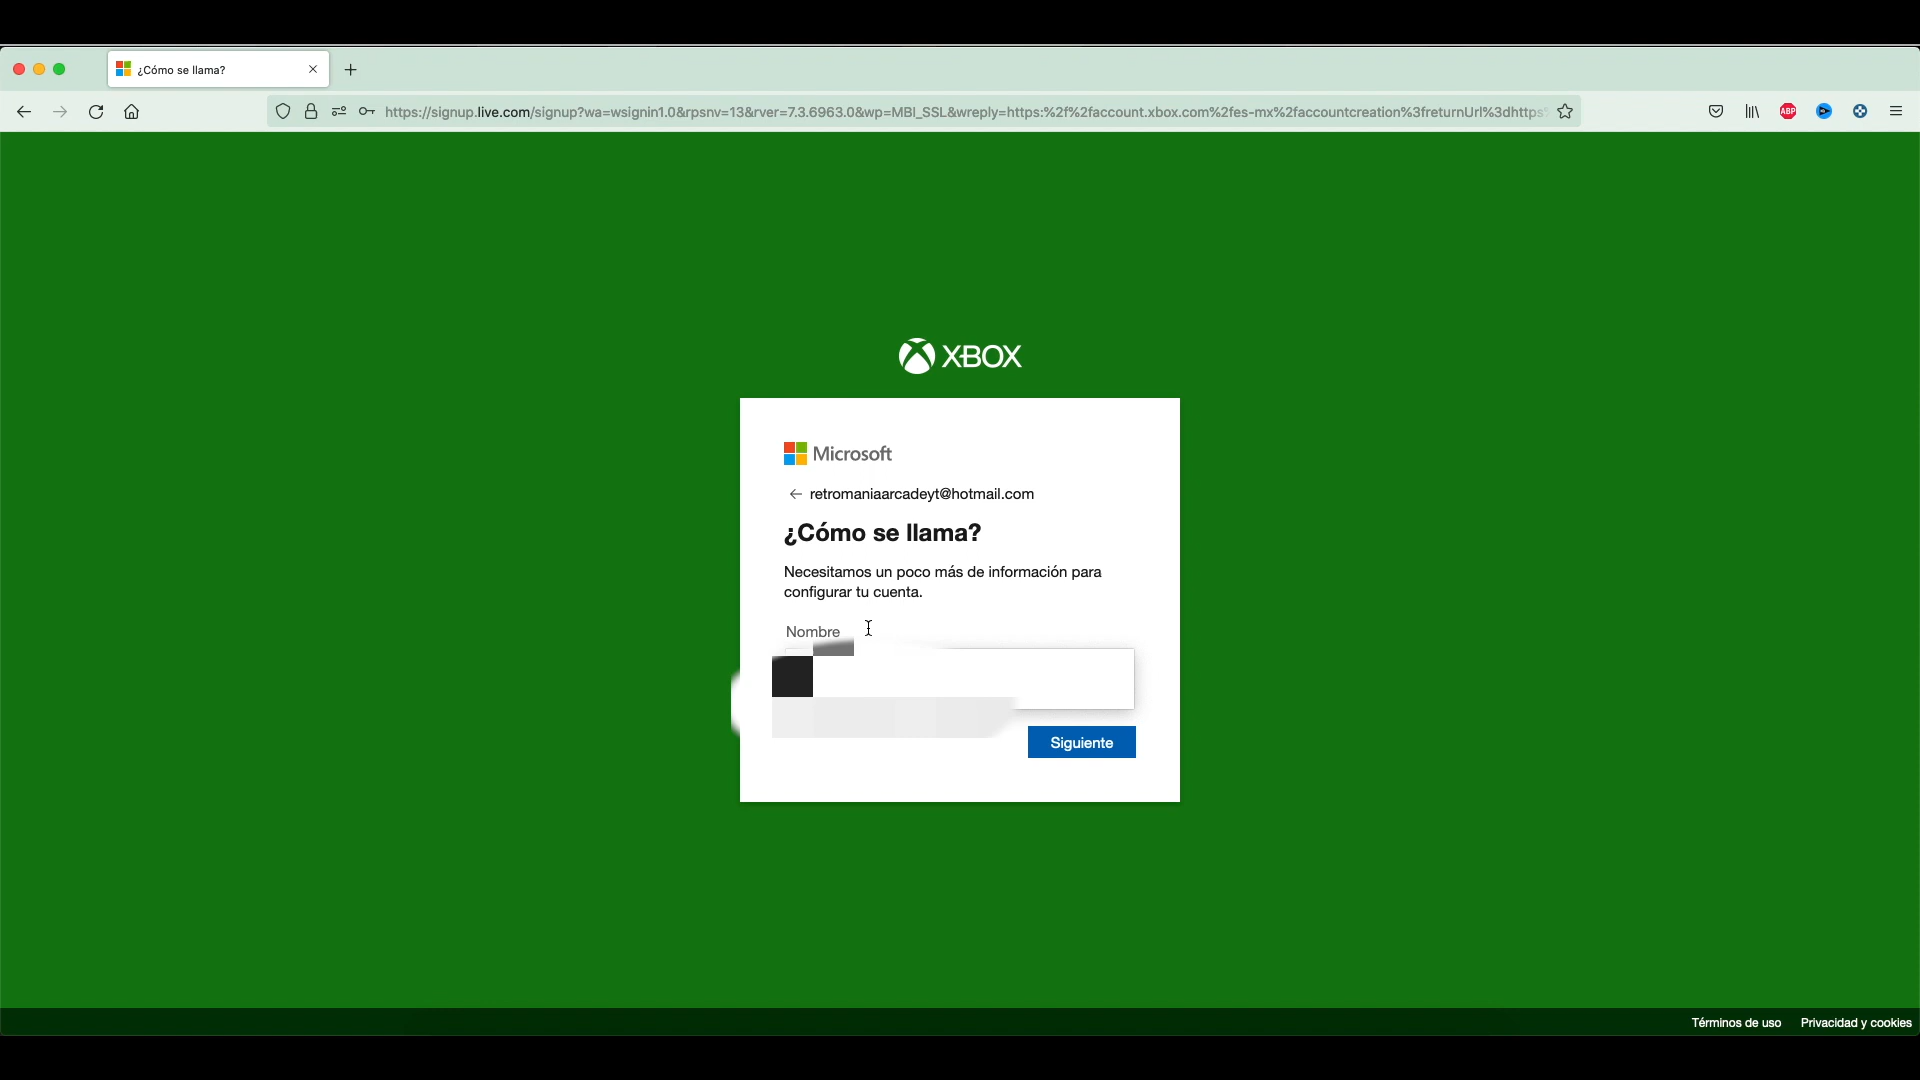 ¿Cómo se llama?
https://signup.live.com/signup?wa=wsignin1.0&rpsnv=13&rver=7.3.6963.0&wp=MBI_SSL&wreply=https:%2f%2faccount.xbox.com%2fes-mx%2faccountcreation%3freturnUrl%3dhttps%
ABP
XBOX
Microsoft
retromaniaarcadeyt@hotmail.com
¿Cómo se llama?
Necesitamos un poco más de información para
configurar tu cuenta.
Nombre
Siguiente
Términos de uso Privacidad y cookies